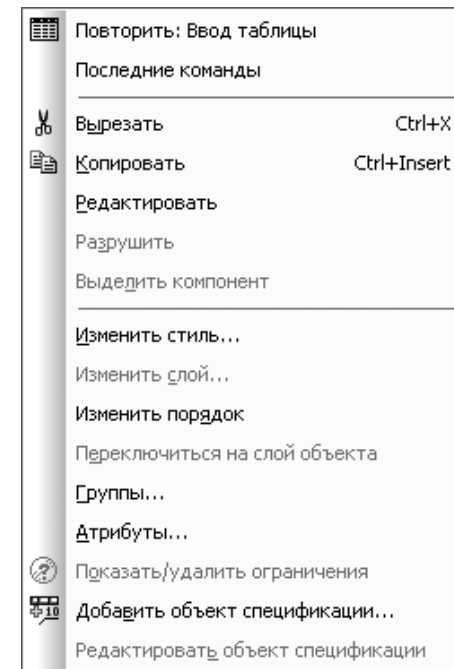 Повторить: Ввод таблицы
Последние команды
Вырезать Ctrl+X
Копировать Ctrl+Insert
Редактировать
Разрушить
Выделить компонент
Изменить стиль...
Изменить слой...
Изменить порядок
Переключиться на слой объекта
Группы...
Атрибуты...
Показать/удалить ограничения
Добавить объект спецификации...
Редактировать объект спецификации